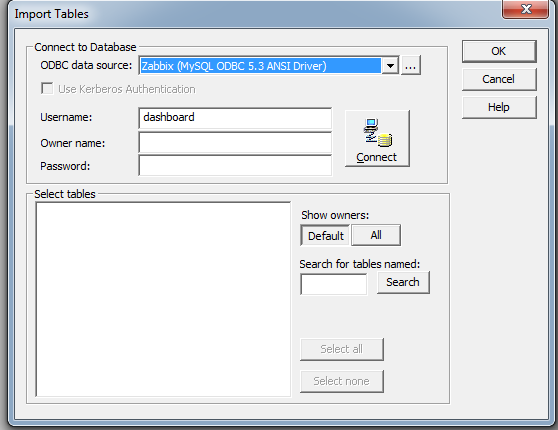 Import Tables
Connect to Database
ODBC data source: Zabbix (MySQL ODBC 5.3 ANSI Driver) ...
Use Kerberos Authentication
Username: dashboard
Owner name:
Password:
Connect
OK
Cancel
Help
Select tables
Show owners:
Default All
Search for tables named:
Search
Select all
Select none